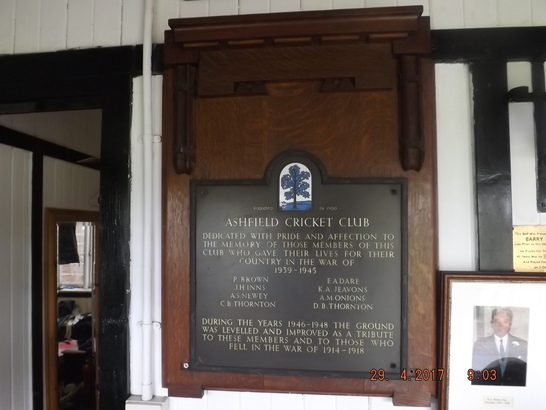 ASHFIELD CRICKET CLUB
DEDICATED WITH PRIDE AND AFFECTION TO
THE MEMORY OF THOSE MEMBERS OF THIS
CLUB WHO GAVE THEIR LIVES FOR THEIR
COUNTRY IN THE WAR OF
1939-1945
P. BROWN E.ADARE
J.H.INNS K.A.JEAVONS
A.S.NEWEY A.M.ONIONS
C.B.THORNTON D.B.THORNTON
DURING THE YEARS 1946-1948 THE GROUND
WAS LEVELLED AND IMPROVED AS A TRIBUTE
TO THESE MEMBERS AND TO THOSE WHO
FELL IN THE WAR OF 1914-1918
BARRY
29. 4.2017 9:03